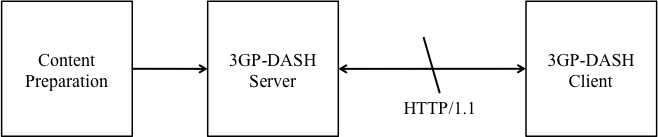 Content
Preparation
3GP-DASH
Server
HTTP/1.1
3GP-DASH
Client